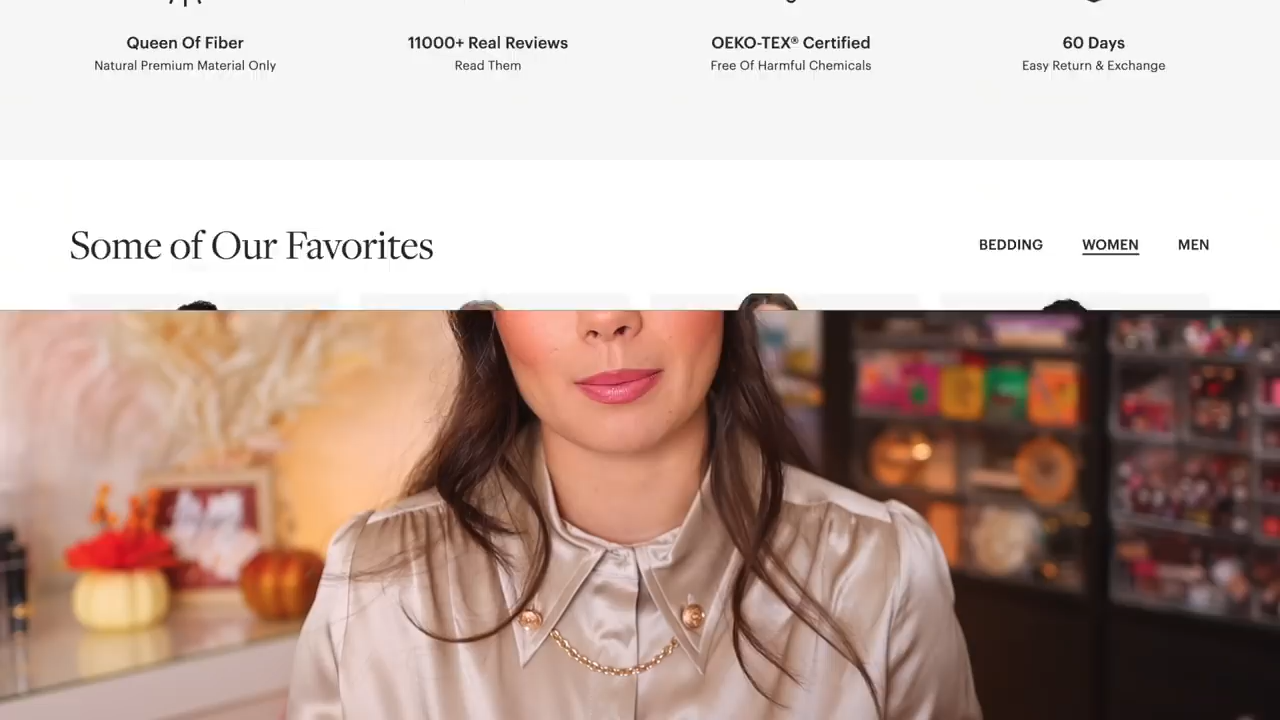 Queen Of Fiber
Natural Premium Material Only
11000+ Real Reviews
Read Them
OEKO-TEX® Certified
Free Of Harmful Chemicals
60 Days
Easy Return & Exchange
Some of Our Favorites
BEDDING
WOMEN
MEN